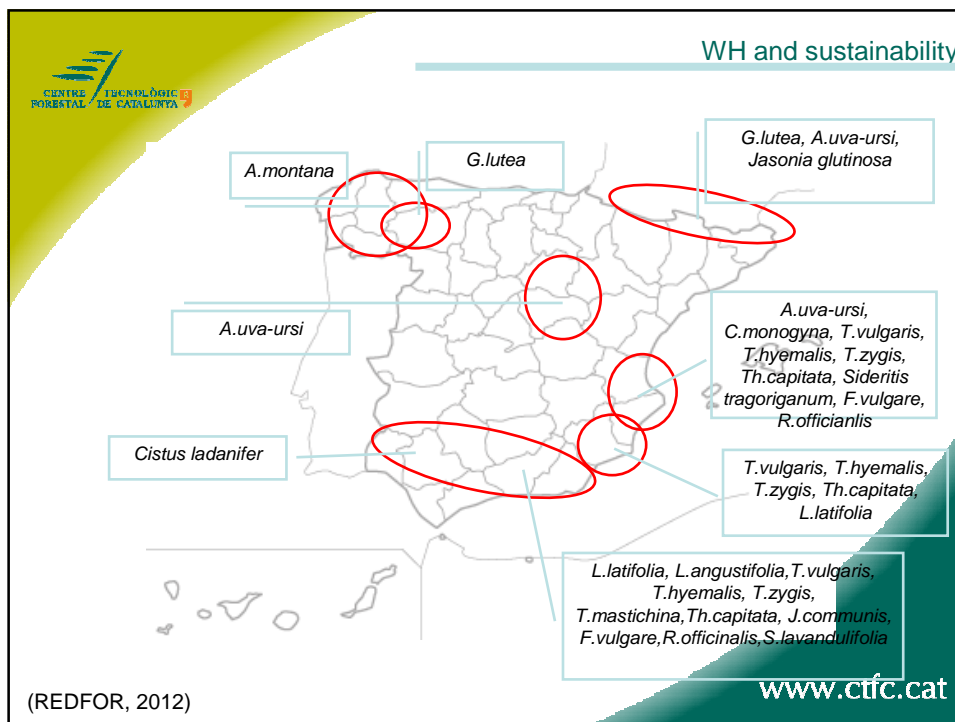 WH and sustainability
CENTRE TECNOLÒGIC
FORESTAL DE CATALUNYA
A.montana
G.lutea
G.lutea, A.uva-ursi,
Jasonia glutinosa
A.uva-ursi
A.uva-ursi,
C.monogyna, T.vulgaris,
T.hyemalis, T.zygis,
Th.capitata, Sideritis
tragoriganum, F.vulgare,
R.officianlis
Cistus ladanifer
T.vulgaris, T.hyemalis,
T.zygis, Th.capitata,
L.latifolia
L.latifolia, L.angustifolia,T.vulgaris,
T.hyemalis, T.zygis,
T.mastichina,Th.capitata, J.communis,
F.vulgare,R.officinalis,S.lavandulifolia
(REDFOR, 2012)
www.ctfc.cat